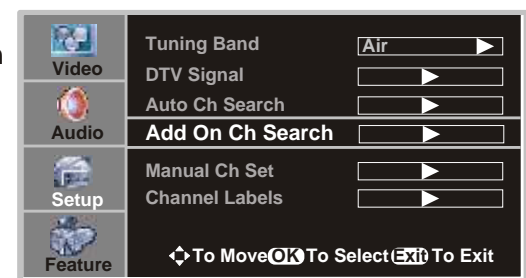 Video
Audio
Setup
Feature
Tuning Band Air
DTV Signal
Auto Ch Search
Add On Ch Search
Manual Ch Set
Channel Labels
To Move OK To Select Exit To Exit